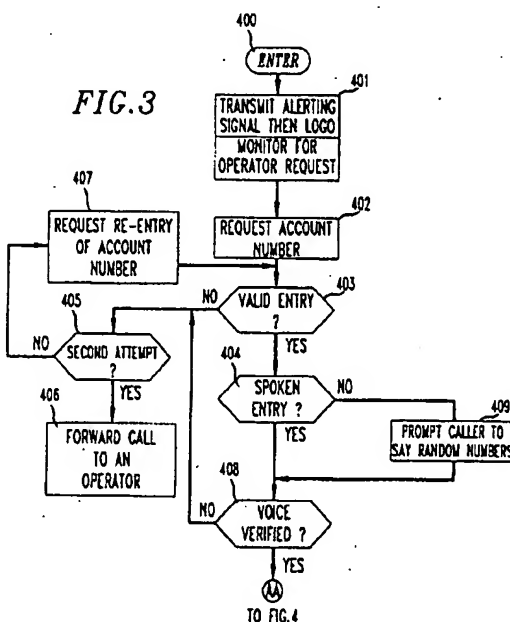 400
ENTER
FIG.3
401
TRANSMIT ALERTING
SIGNAL THEN LOGO
MONITOR FOR
OPERATOR REQUEST
407
REQUEST RE-ENTRY
OF ACCOUNT
NUMBER
402
REQUEST ACCOUNT
NUMBER
403
NO
VALID ENTRY
?
YES
405
NO
SECOND ATTEMPT
?
YES
404
SPOKEN
ENTRY ?
NO
YES
406
FORWARD CALL
TO AN
OPERATOR
409
PROMPT CALLER TO
SAY RANDOM NUMBERS
408
NO
VOICE
VERIFIED ?
YES
AA
TO FIG.4